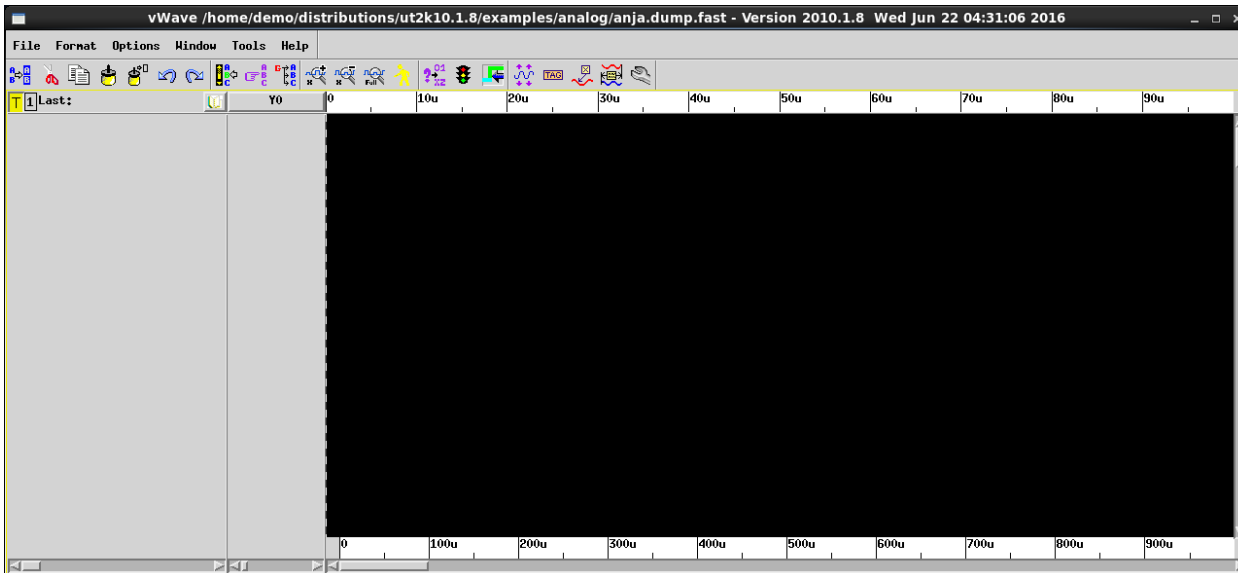 vWave /home/demo/distributions/ut2k10.1.8/examples/analog/anja.dump.fast - Version 2010.1.8 Wed Jun 22 04:31:06 2016
File Format Options Window Tools Help
Full TAG
T 1 Last: Y0 0 10u 20u 30u 40u 50u 60u 70u 80u 90u
0 100u 200u 300u 400u 500u 600u 700u 800u 900u